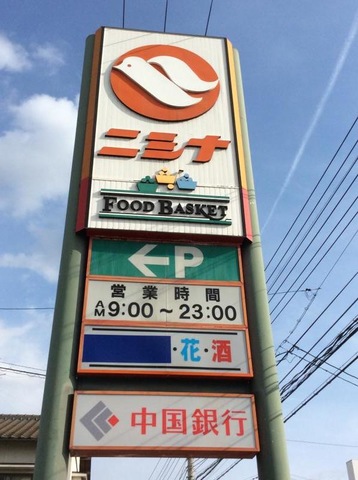 ニシナ
FOOD BASKET
←P
営業時間
AM 9:00～23:00
・花・酒
中国銀行